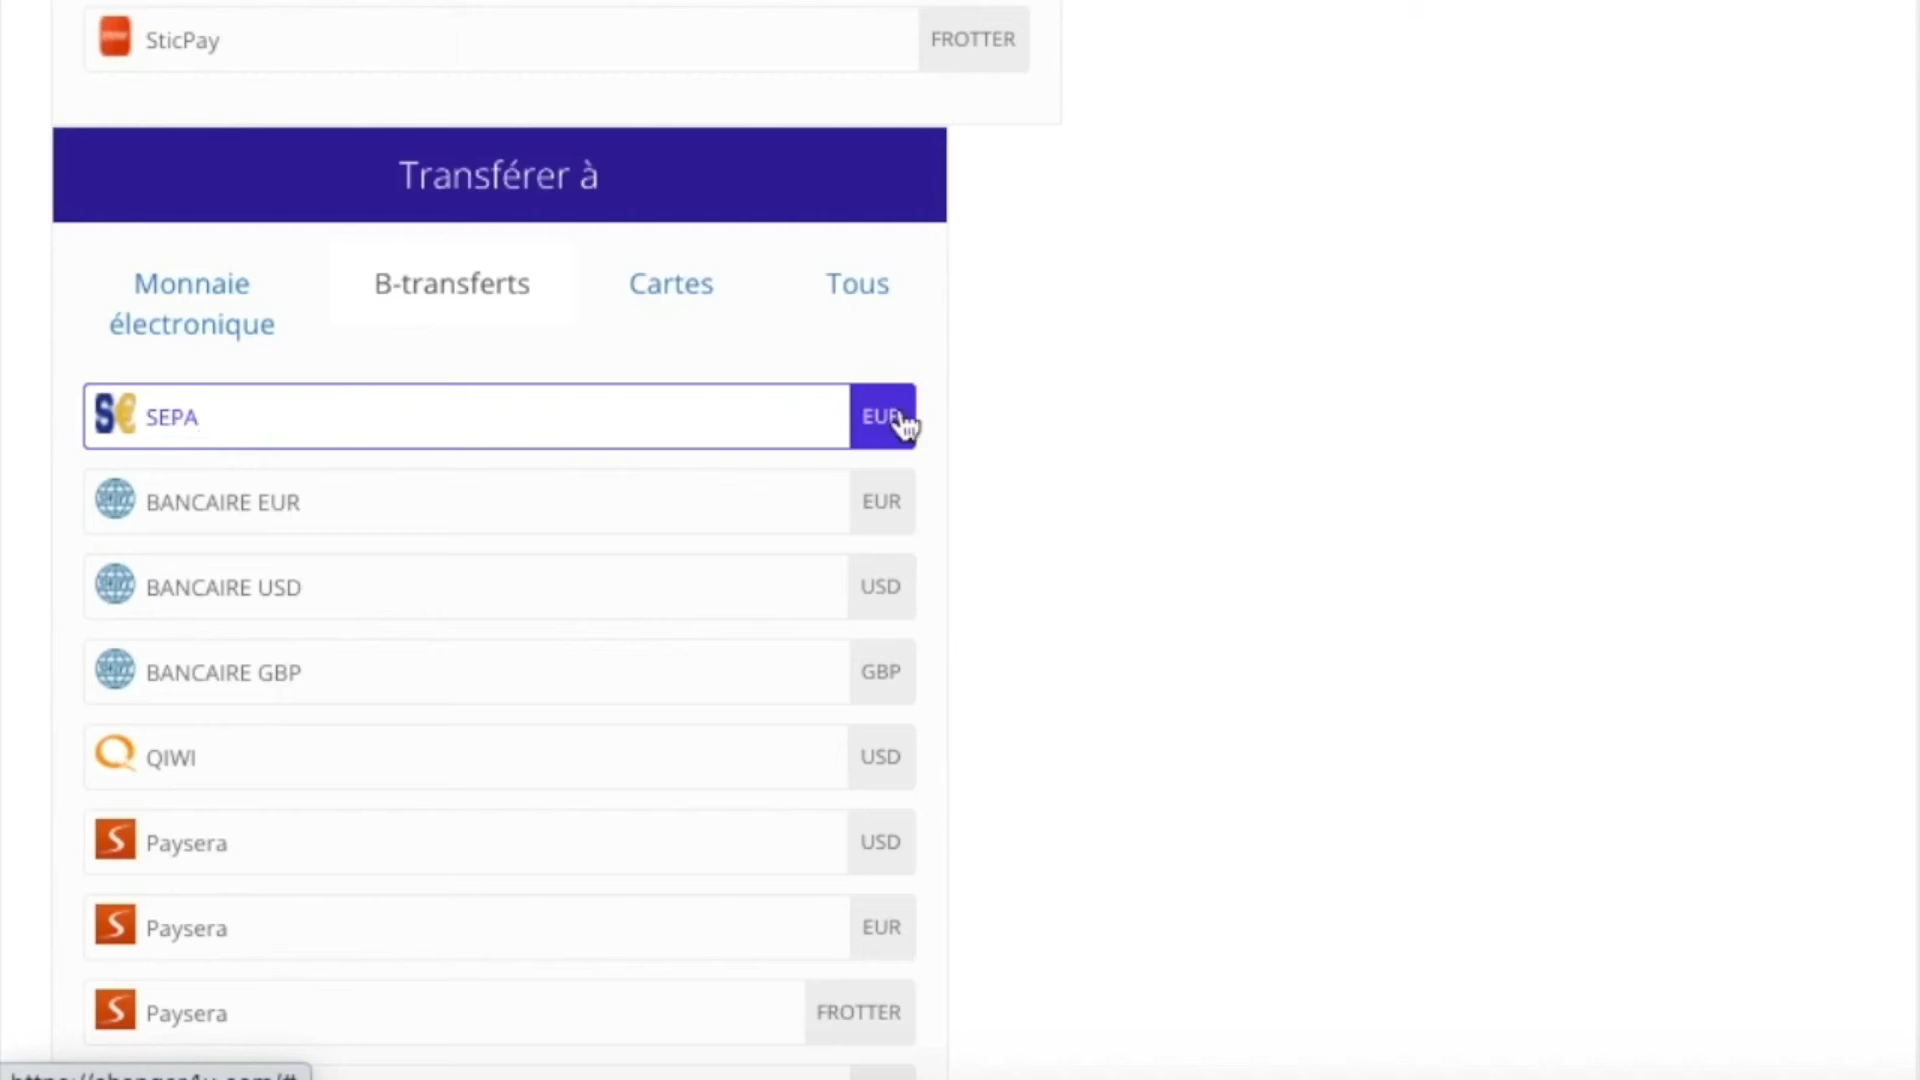 SticPay
FROTTER
Transférer à
Monnaie électronique
B-transferts
Cartes
Tous
SEPA
EUR
BANCAIRE EUR
EUR
BANCAIRE USD
USD
BANCAIRE GBP
GBP
QIWI
USD
Paysera
USD
Paysera
EUR
Paysera
FROTTER